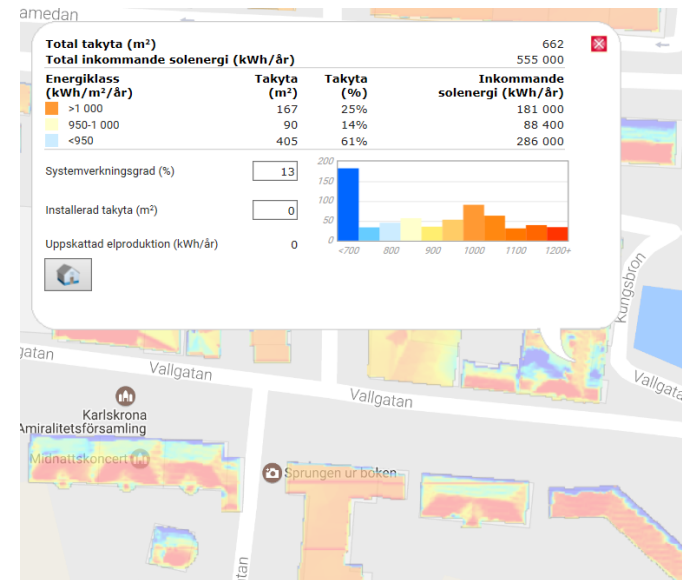 amedan
Total takyta (m²) 662
Total inkommande solenergi (kWh/år) 555 000
Energiklass (kWh/m²/år) Takyta (m²) Takyta (%) Inkommande solenergi (kWh/år)
>1 000 167 25% 181 000
950-1 000 90 14% 88 400
<950 405 61% 286 000
Systemverkningsgrad (%) 13
Installerad takyta (m²) 0
Uppskattad elproduktion (kWh/år) 0
200
150
100
50
0
<700 800 900 1000 1100 1200+
Kungsbron
gatan
Vallgatan
Vallgatan
Vallgata
Karlskrona
Amiralitetsförsamling
Midnattskoncert
Sprungen ur boken
tan